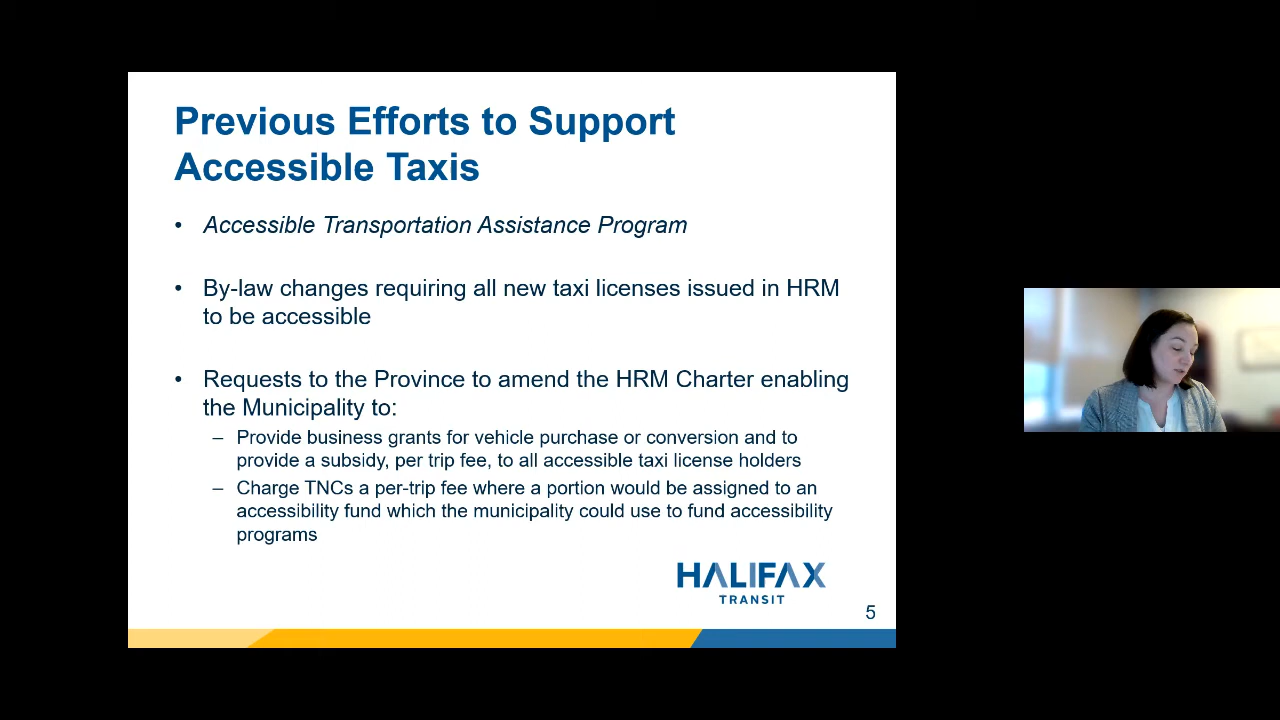 Previous Efforts to Support
Accessible Taxis
• Accessible Transportation Assistance Program
• By-law changes requiring all new taxi licenses issued in HRM
to be accessible
• Requests to the Province to amend the HRM Charter enabling
the Municipality to:
– Provide business grants for vehicle purchase or conversion and to
provide a subsidy, per trip fee, to all accessible taxi license holders
– Charge TNCs a per-trip fee where a portion would be assigned to an
accessibility fund which the municipality could use to fund accessibility
programs
HALIFAX
TRANSIT
5